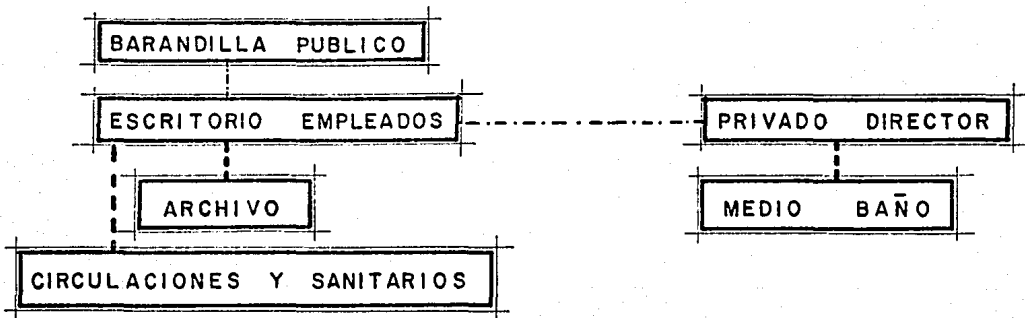 BARANDILLA PUBLICO
ESCRITORIO EMPLEADOS
PRIVADO DIRECTOR
ARCHIVO
MEDIO BAÑO
CIRCULACIONES Y SANITARIOS